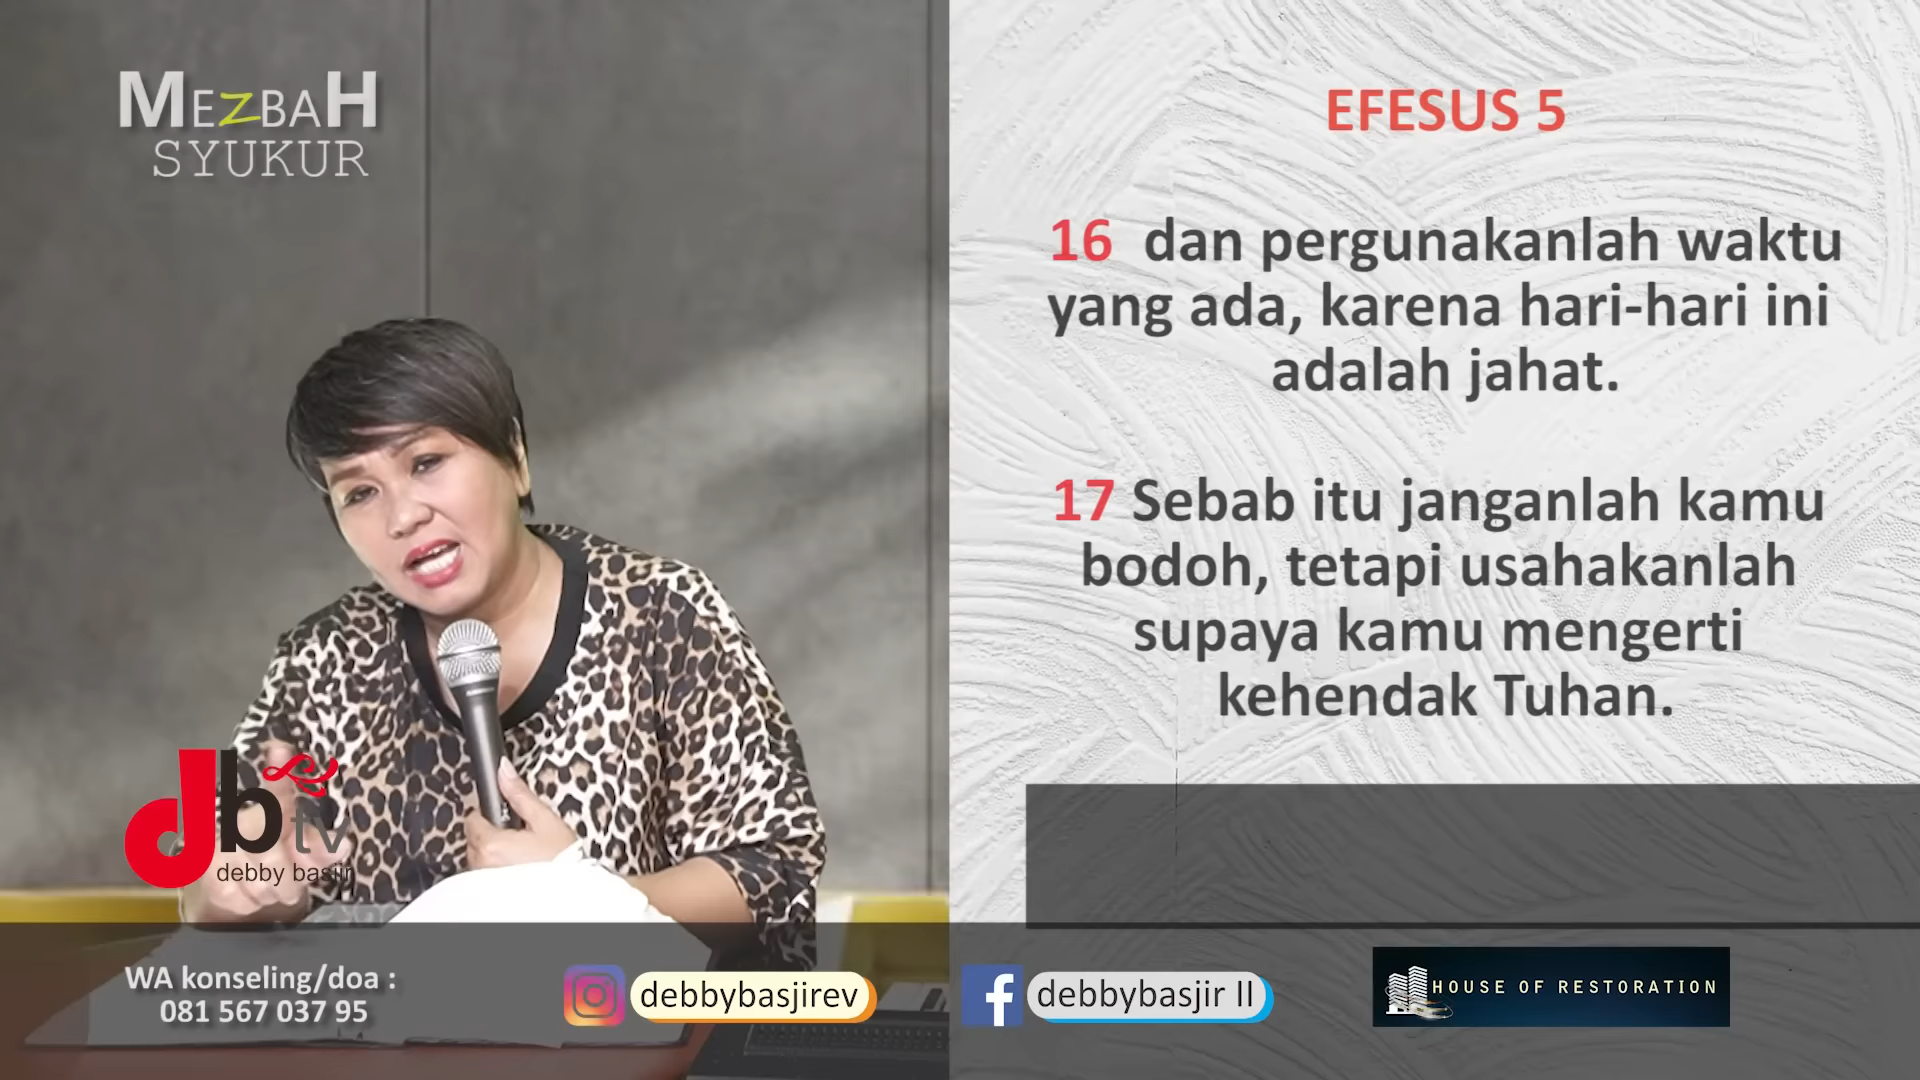 MEZBAH
SYUKUR
EFESUS 5
16 dan pergunakanlah waktu
yang ada, karena hari-hari ini
adalah jahat.
17 Sebab itu janganlah kamu
bodoh, tetapi usahakanlah
supaya kamu mengerti
kehendak Tuhan.
db tv
debby basjir
WA konseling/doa :
081 567 037 95
debbybasjirev
debbybasjir II
HOUSE OF RESTORATION